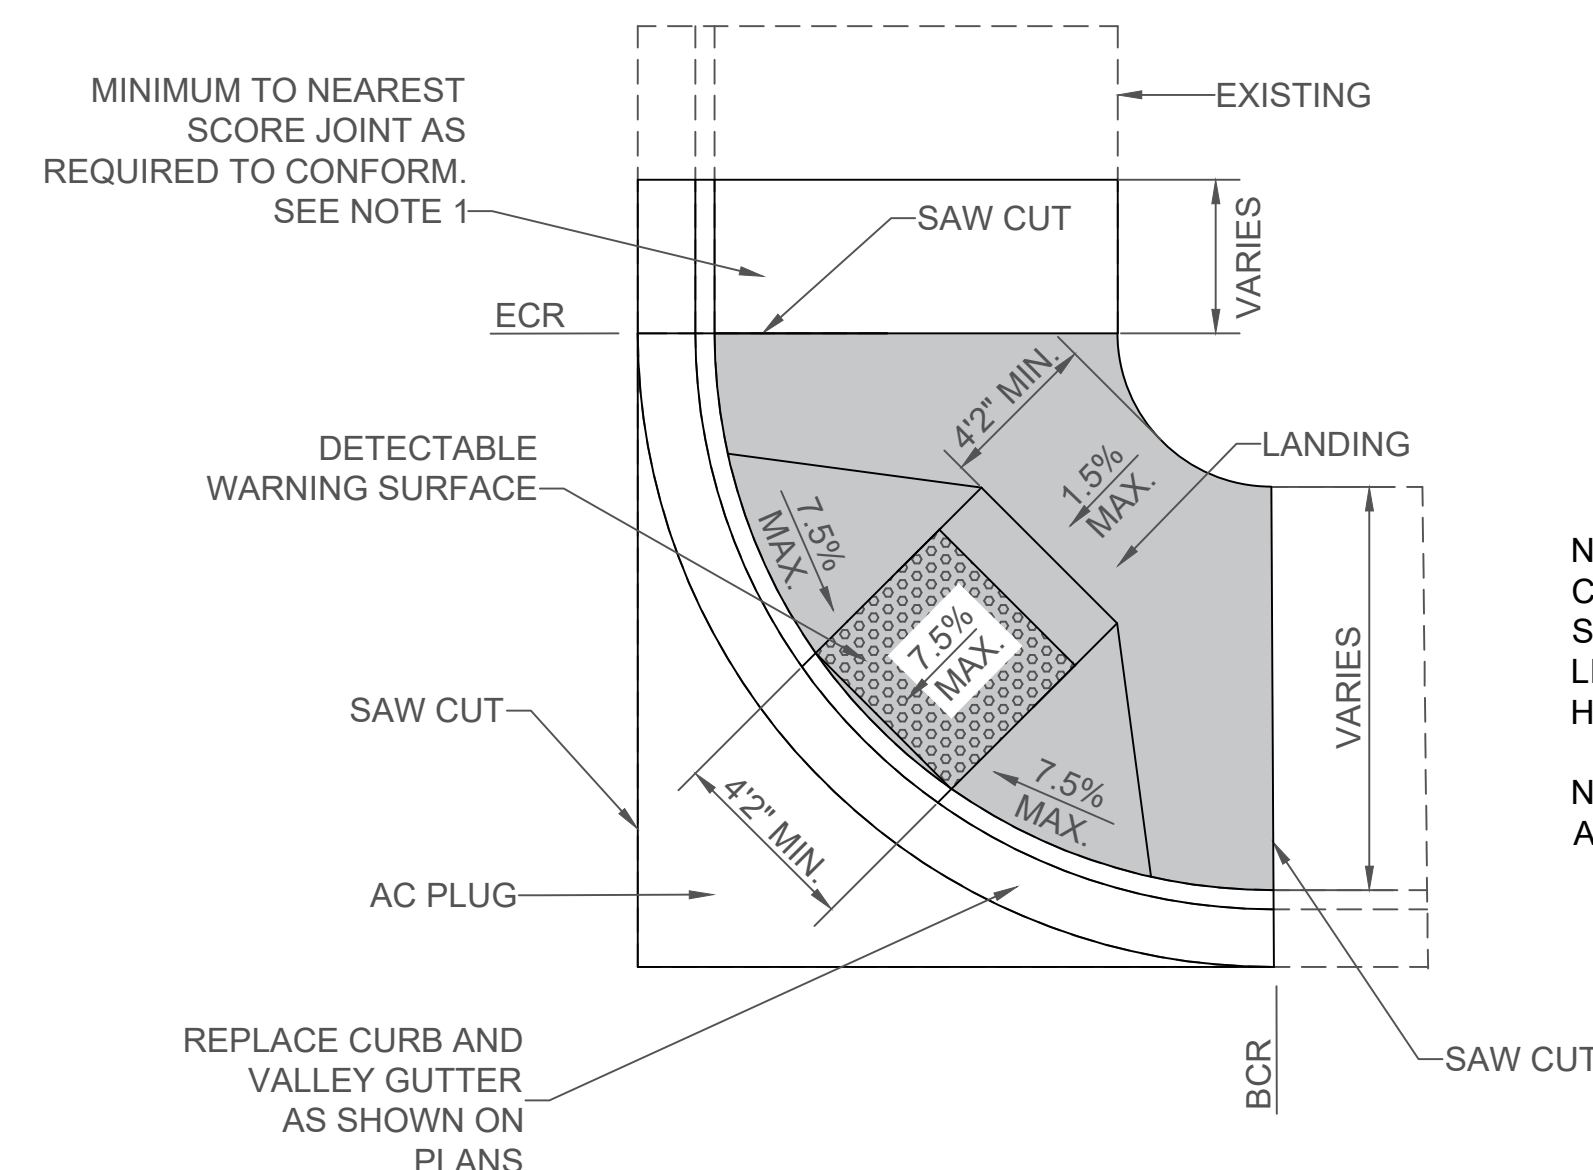 MINIMUM TO NEAREST
SCORE JOINT AS
REQUIRED TO CONFORM.
SEE NOTE 1
EXISTING
SAW CUT
VARIES
ECR
4'2" MIN.
LANDING
1.5%
MAX.
DETECTABLE
WARNING SURFACE
7.5%
MAX.
7.5%
MAX.
VARIES
SAW CUT
7.5%
MAX.
4'2" MIN.
AC PLUG
REPLACE CURB AND
VALLEY GUTTER
AS SHOWN ON
PLANS
BCR
SAW CUT